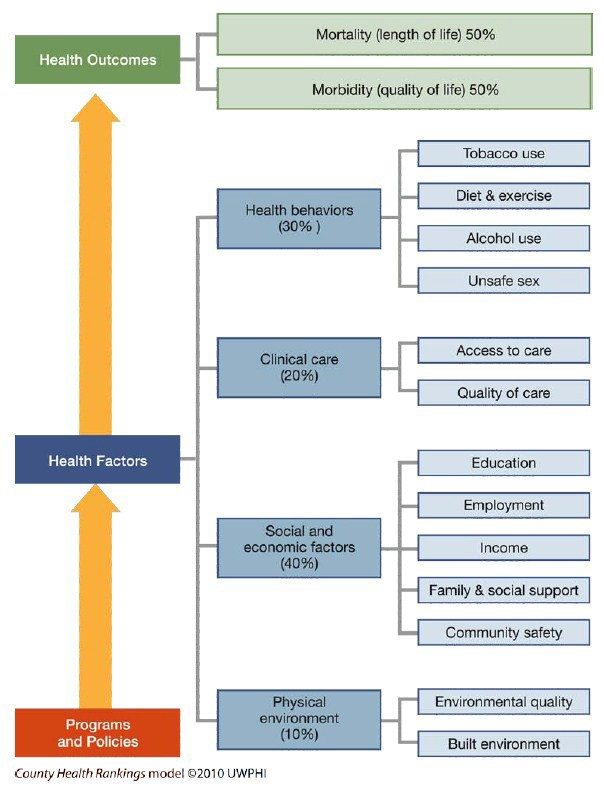 Health Outcomes
Mortality (length of life) 50%
Morbidity (quality of life) 50%
Health Factors
Health behaviors
(30% )
Tobacco use
Diet & exercise
Alcohol use
Unsafe sex
Clinical care
(20%)
Access to care
Quality of care
Social and
economic factors
(40%)
Education
Employment
Income
Family & social support
Community safety
Physical
environment
(10%)
Environmental quality
Built environment
Programs
and Policies
County Health Rankings model ©2010 UWPHI